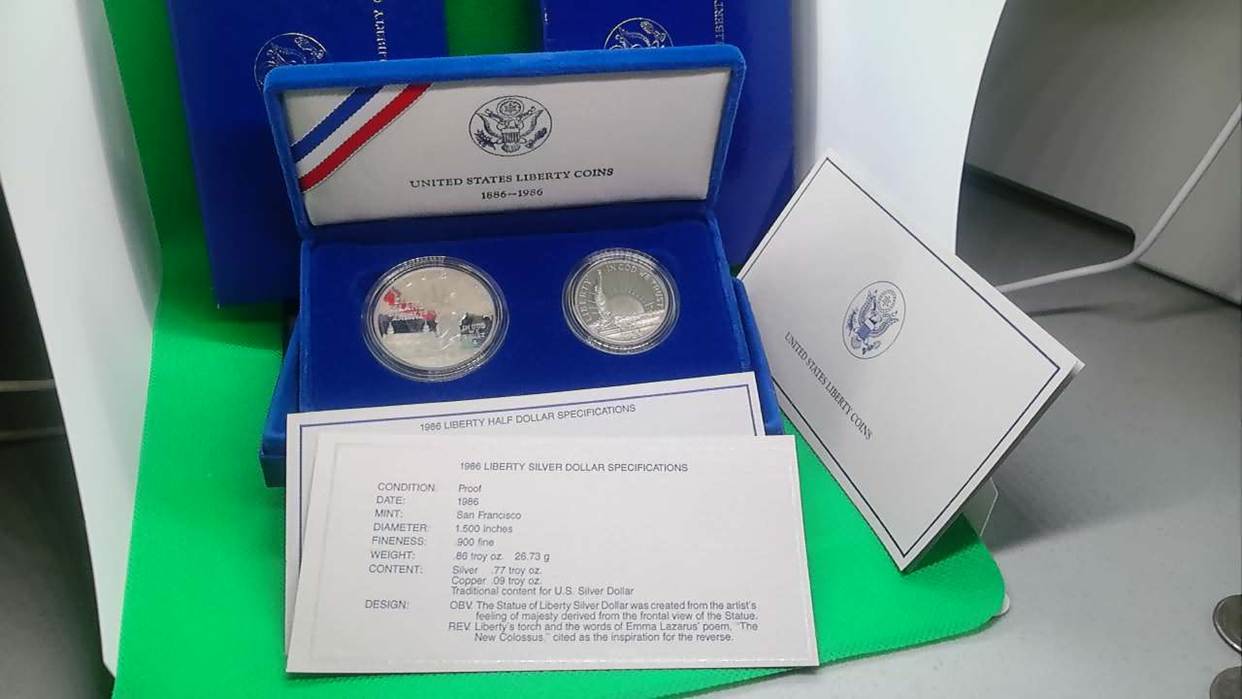 LIBERTY
LIBERT
UNITED STATES LIBERTY COINS
1886—1986
LIBERTY
IN GOD WE TRUST
UNITED STATES LIBERTY COINS
1986 LIBERTY HALF DOLLAR SPECIFICATIONS
1986 LIBERTY SILVER DOLLAR SPECIFICATIONS
CONDITION: Proof
DATE: 1986
MINT: San Francisco
DIAMETER: 1.500 inches
FINENESS: .900 fine
WEIGHT: .86 troy oz. 26.73 g
CONTENT: Silver .77 troy oz.
Copper .09 troy oz.
Traditional content for U.S. Silver Dollar
DESIGN: OBV. The Statue of Liberty Silver Dollar was created from the artist's
feeling of majesty derived from the frontal view of the Statue.
REV. Liberty's torch and the words of Emma Lazarus' poem, "The
New Colossus," cited as the inspiration for the reverse.